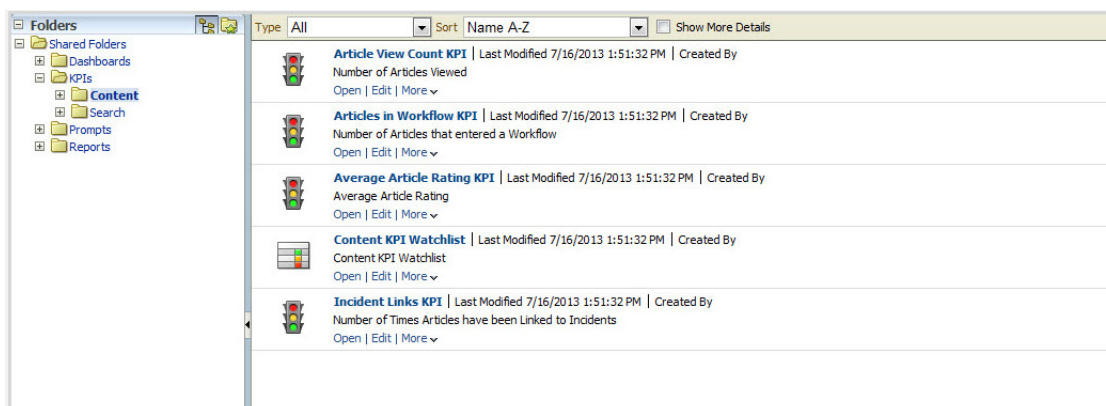 Folders
Shared Folders
Dashboards
KPIs
Content
Search
Prompts
Reports
Type All Sort Name A-Z Show More Details
Article View Count KPI | Last Modified 7/16/2013 1:51:32 PM | Created By
Number of Articles Viewed
Open | Edit | More
Articles in Workflow KPI | Last Modified 7/16/2013 1:51:32 PM | Created By
Number of Articles that entered a Workflow
Open | Edit | More
Average Article Rating KPI | Last Modified 7/16/2013 1:51:32 PM | Created By
Average Article Rating
Open | Edit | More
Content KPI Watchlist | Last Modified 7/16/2013 1:51:32 PM | Created By
Content KPI Watchlist
Open | Edit | More
Incident Links KPI | Last Modified 7/16/2013 1:51:32 PM | Created By
Number of Times Articles have been Linked to Incidents
Open | Edit | More